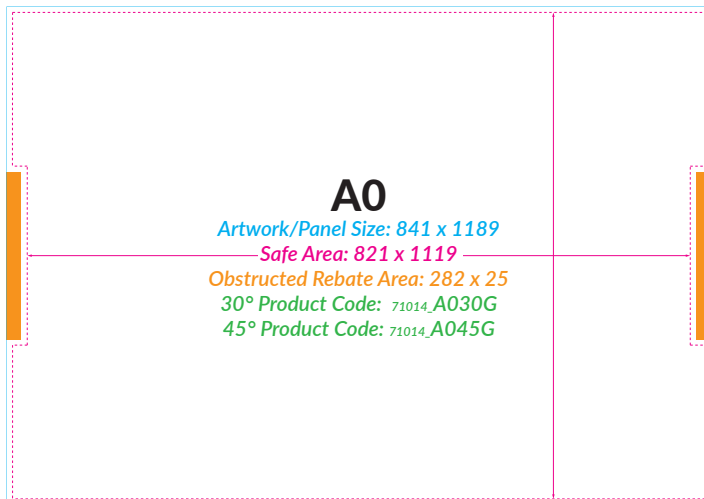 A0
Artwork/Panel Size: 841 x 1189
Safe Area: 821 x 1119
Obstructed Rebate Area: 282 x 25
30° Product Code: 71014_A030G
45° Product Code: 71014_A045G